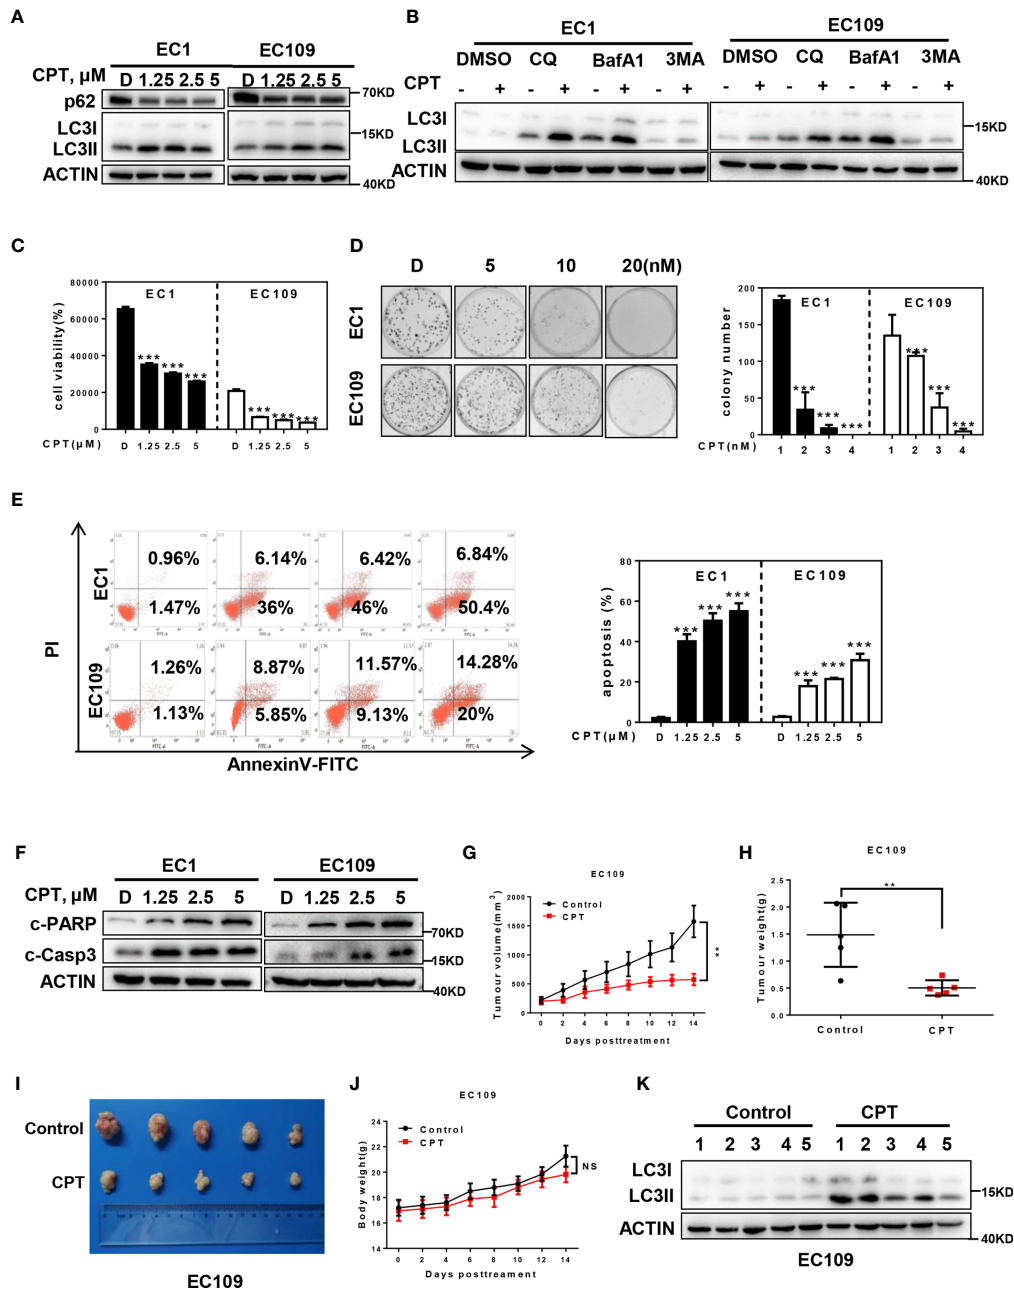 A
EC1 EC109
CPT, μM D 1.25 2.5 5 D 1.25 2.5 5
p62 70KD
LC3I 15KD
LC3II
ACTIN 40KD
B
EC1 EC109
DMSO CQ BafA1 3MA DMSO CQ BafA1 3MA
CPT - + - + - + - + - + - + - + - +
LC3I 15KD
LC3II
ACTIN 40KD
C
cell viability(%)
80000
60000
40000
20000
0
EC1 EC109
*** *** *** *** *** ***
CPT(μM) D 1.25 2.5 5 D 1.25 2.5 5
D
D 5 10 20(nM)
EC1
EC109
colony number
200
150
100
50
0
EC1 EC109
*** *** *** *** *** ***
CPT(nM) 1 2 3 4 1 2 3 4
E
PI
EC1
0.96% 6.14% 6.42% 6.84%
1.47% 36% 46% 50.4%
EC109
1.26% 8.87% 11.57% 14.28%
1.13% 5.85% 9.13% 20%
FITC-A FITC-A FITC-A FITC-A
AnnexinV-FITC
apoptosis (%)
80
60
40
20
0
EC1 EC109
*** *** *** *** *** ***
CPT(μM) D 1.25 2.5 5 D 1.25 2.5 5
F
EC1 EC109
CPT, μM D 1.25 2.5 5 D 1.25 2.5 5
c-PARP 70KD
c-Casp3 15KD
ACTIN 40KD
G
EC109
Tumour volume(mm3)
2000
1500
1000
500
0
Control
CPT
**
0 2 4 6 8 10 12 14
Days posttreatment
H
EC109
Tumour weight(g)
2.5
2.0
1.5
1.0
0.5
0.0
**
Control CPT
I
Control
CPT
EC109
J
EC109
Body weight(g)
24
22
20
18
16
14
Control
CPT
NS
0 2 4 6 8 10 12 14
Days posttreament
K
Control CPT
1 2 3 4 5 1 2 3 4 5
LC3I
LC3II 15KD
ACTIN 40KD
EC109